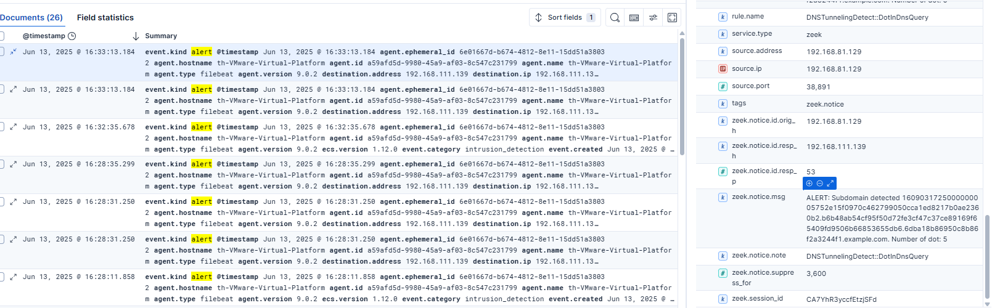 Documents (26)
Field statistics
Sort fields 1
@timestamp
Summary
Jun 13, 2025 @ 16:33:13.184
event.kind alert @timestamp Jun 13, 2025 @ 16:33:13.184 agent.ephemeral_id 6e01667d-b674-4812-8e11-15dd51a3803
2 agent.hostname th-VMware-Virtual-Platform agent.id a59afd5d-9980-45a9-af03-8c547c231799 agent.name th-VMware-Virtual-Platfor
m agent.type filebeat agent.version 9.0.2 destination.address 192.168.111.139 destination.ip 192.168.111.13…
Jun 13, 2025 @ 16:33:13.184
event.kind alert @timestamp Jun 13, 2025 @ 16:33:13.184 agent.ephemeral_id 6e01667d-b674-4812-8e11-15dd51a3803
2 agent.hostname th-VMware-Virtual-Platform agent.id a59afd5d-9980-45a9-af03-8c547c231799 agent.name th-VMware-Virtual-Platfor
m agent.type filebeat agent.version 9.0.2 destination.address 192.168.111.139 destination.ip 192.168.111.13…
Jun 13, 2025 @ 16:32:35.678
event.kind alert @timestamp Jun 13, 2025 @ 16:32:35.678 agent.ephemeral_id 6e01667d-b674-4812-8e11-15dd51a3803
2 agent.hostname th-VMware-Virtual-Platform agent.id a59afd5d-9980-45a9-af03-8c547c231799 agent.name th-VMware-Virtual-Platfor
m agent.type filebeat agent.version 9.0.2 ecs.version 1.12.0 event.category intrusion_detection event.created Jun 13, 2025 @ …
Jun 13, 2025 @ 16:28:35.299
event.kind alert @timestamp Jun 13, 2025 @ 16:28:35.299 agent.ephemeral_id 6e01667d-b674-4812-8e11-15dd51a3803
2 agent.hostname th-VMware-Virtual-Platform agent.id a59afd5d-9980-45a9-af03-8c547c231799 agent.name th-VMware-Virtual-Platfor
m agent.type filebeat agent.version 9.0.2 destination.address 192.168.111.139 destination.ip 192.168.111.13…
Jun 13, 2025 @ 16:28:31.250
event.kind alert @timestamp Jun 13, 2025 @ 16:28:31.250 agent.ephemeral_id 6e01667d-b674-4812-8e11-15dd51a3803
2 agent.hostname th-VMware-Virtual-Platform agent.id a59afd5d-9980-45a9-af03-8c547c231799 agent.name th-VMware-Virtual-Platfor
m agent.type filebeat agent.version 9.0.2 destination.address 192.168.111.139 destination.ip 192.168.111.13…
Jun 13, 2025 @ 16:28:31.250
event.kind alert @timestamp Jun 13, 2025 @ 16:28:31.250 agent.ephemeral_id 6e01667d-b674-4812-8e11-15dd51a3803
2 agent.hostname th-VMware-Virtual-Platform agent.id a59afd5d-9980-45a9-af03-8c547c231799 agent.name th-VMware-Virtual-Platfor
m agent.type filebeat agent.version 9.0.2 destination.address 192.168.111.139 destination.ip 192.168.111.13…
Jun 13, 2025 @ 16:28:11.858
event.kind alert @timestamp Jun 13, 2025 @ 16:28:11.858 agent.ephemeral_id 6e01667d-b674-4812-8e11-15dd51a3803
2 agent.hostname th-VMware-Virtual-Platform agent.id a59afd5d-9980-45a9-af03-8c547c231799 agent.name th-VMware-Virtual-Platfor
m agent.type filebeat agent.version 9.0.2 ecs.version 1.12.0 event.category intrusion_detection event.created Jun 13, 2025 @ …
k rule.name DNSTunnelingDetect::DotInDnsQuery
k service.type zeek
k source.address 192.168.81.129
IP source.ip 192.168.81.129
# source.port 38,891
k tags zeek.notice
k zeek.notice.id.orig_ 192.168.81.129
h
k zeek.notice.id.resp_ 192.168.111.139
h
# zeek.notice.id.resp_ 53
p
k zeek.notice.msg ALERT: Subdomain detected 16090317250000000
05752e15f0970c462799050cca1ed8217b0ae236
0b2.b6b48ab54cf95f50d72fe3cf47c37ce89169f6
5409fd9506b66853655db6.6dba18b86950c8b86
f2a3244f1.example.com. Number of dot: 5
k zeek.notice.note DNSTunnelingDetect::DotInDnsQuery
# zeek.notice.suppre 3,600
ss_for
k zeek.session_id CA7YhR3yccfEtzjSFd